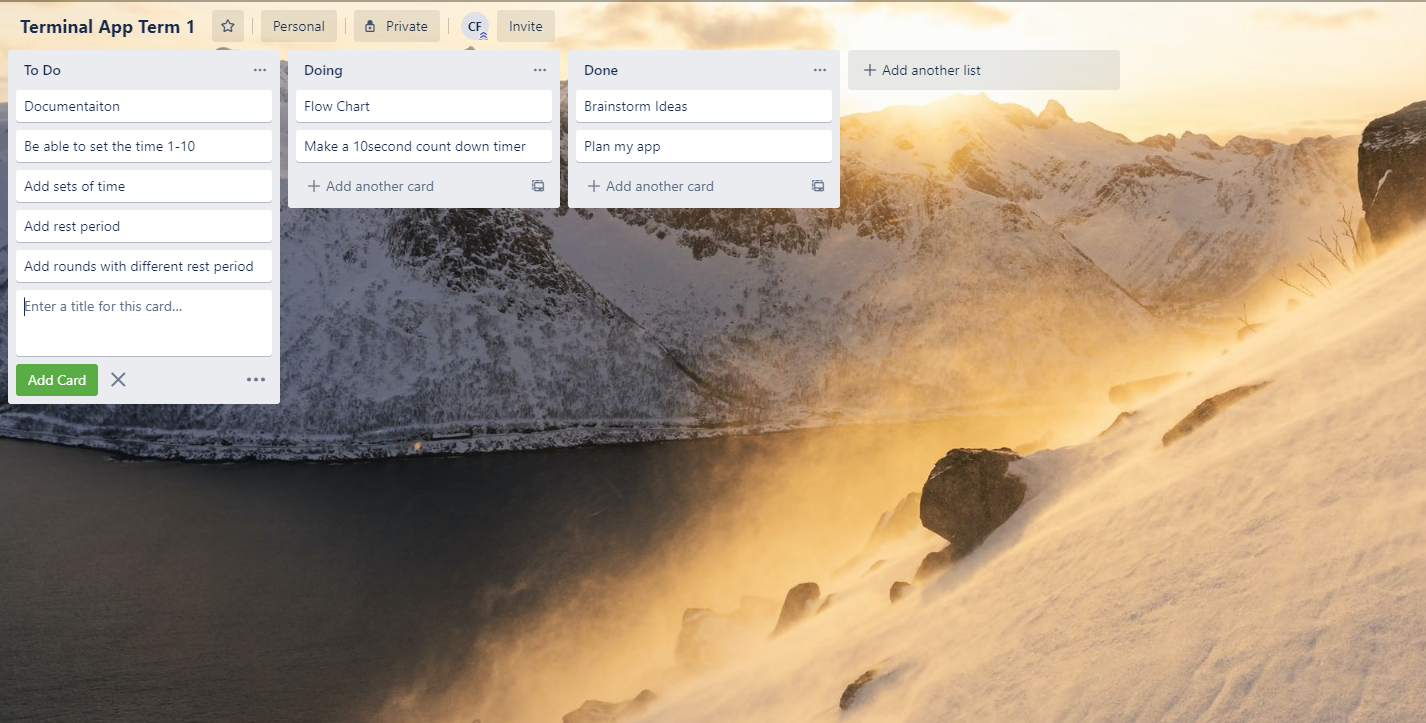 Terminal App Term 1
Personal
Private
CF
Invite
To Do
Documentaiton
Be able to set the time 1-10
Add sets of time
Add rest period
Add rounds with different rest period
Enter a title for this card...
Add Card
Doing
Flow Chart
Make a 10second count down timer
Add another card
Done
Brainstorm Ideas
Plan my app
Add another card
Add another list